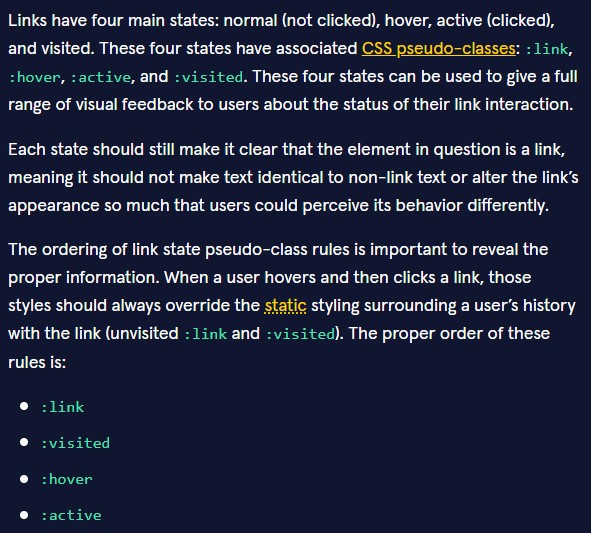 Links have four main states: normal (not clicked), hover, active (clicked),
and visited. These four states have associated CSS pseudo-classes: :link,
:hover, :active, and :visited. These four states can be used to give a full
range of visual feedback to users about the status of their link interaction.
Each state should still make it clear that the element in question is a link,
meaning it should not make text identical to non-link text or alter the link’s
appearance so much that users could perceive its behavior differently.
The ordering of link state pseudo-class rules is important to reveal the
proper information. When a user hovers and then clicks a link, those
styles should always override the static styling surrounding a user’s history
with the link (unvisited :link and :visited). The proper order of these
rules is:
• :link
• :visited
• :hover
• :active